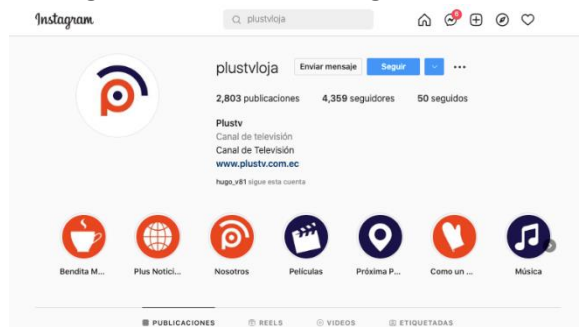 Instagram
plustvloja
8
plustvloja Enviar mensaje Seguir
2,803 publicaciones 4,359 seguidores 50 seguidos
Plustv
Canal de televisión
Canal de Televisión
www.plustv.com.ec
hugo_v81 sigue esta cuenta
Bendita M... Plus Notici... Nosotros Películas Próxima P... Como un ... Música
PUBLICACIONES REELS VIDEOS ETIQUETADAS